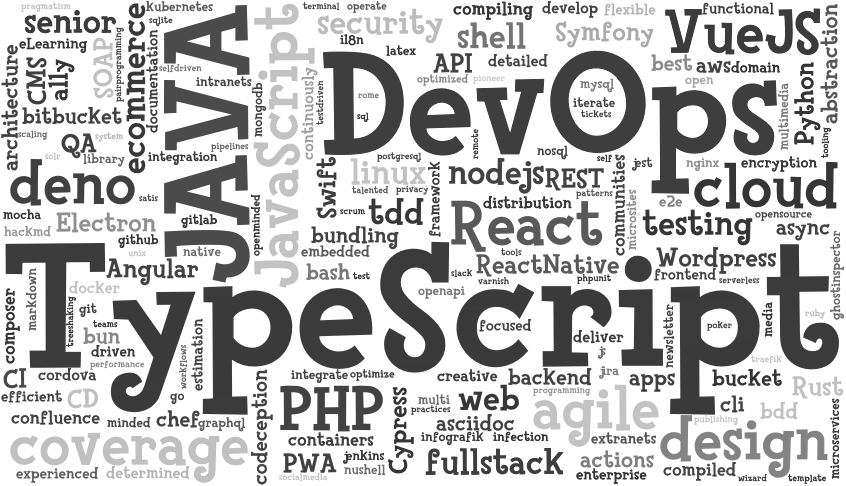 pragmatism
senior
eLearning
architecture
CMS
ally
SOAP
pairprogramming
ecommerce
documentation
kubernetes
sqlite
selfdriven
JAVA
intranets
mongodb
JavaScript
terminal
operate
security
il8n
latex
continuously
testdriven
DevOps
compiling
develop
flexible
shell
Symfony
API
detailed
optimized
pioneer
rome
sql
mysql
iterate
tickets
functional
VueJS
best
aWSdomain
open
multimedia
Python
abstraction
tooling
bitbucket
scaling
QA
system
solr
library
integration
pipelines
deno
satis
mocha
hackmd
Electron
github
gitlab
unix
native
openminded
postgresql
linux
talented
privacy
Swift
scrum
tdd
framework
remote
nosql
self
nodejs
REST
patterns
distribution
communities
microsites
jest
nginx
encryption
cloud
e2e
testing
opensource
async
bundling
embedded
bash
test
React
tools
ReactNative
slack
varnish
phpunit
openapi
Wordpress
frontend
serverless
ghostinspector
ruby
Angular
docker
markdown
composer
treeshaking
git
teams
bun
driven
performance
TypeScript
focused
poker
deliver
js
jira
newsletter
media
traefik
CI
cordova
workflows
estimation
efficient
CD
go
confluence
minded
chef
graphql
coverage
experienced
determined
codeception
integrate
optimize
PHP
containers
PWA
jenkins
nushell
socialmedia
Cypress
multi
practices
creative
backend
programming
web
asciidoc
infografik
infection
fullstack
agile
apps
extranets
actions
enterprise
bucket
cli
publishing
bdd
Rust
design
compiled
wizard
template
microservices